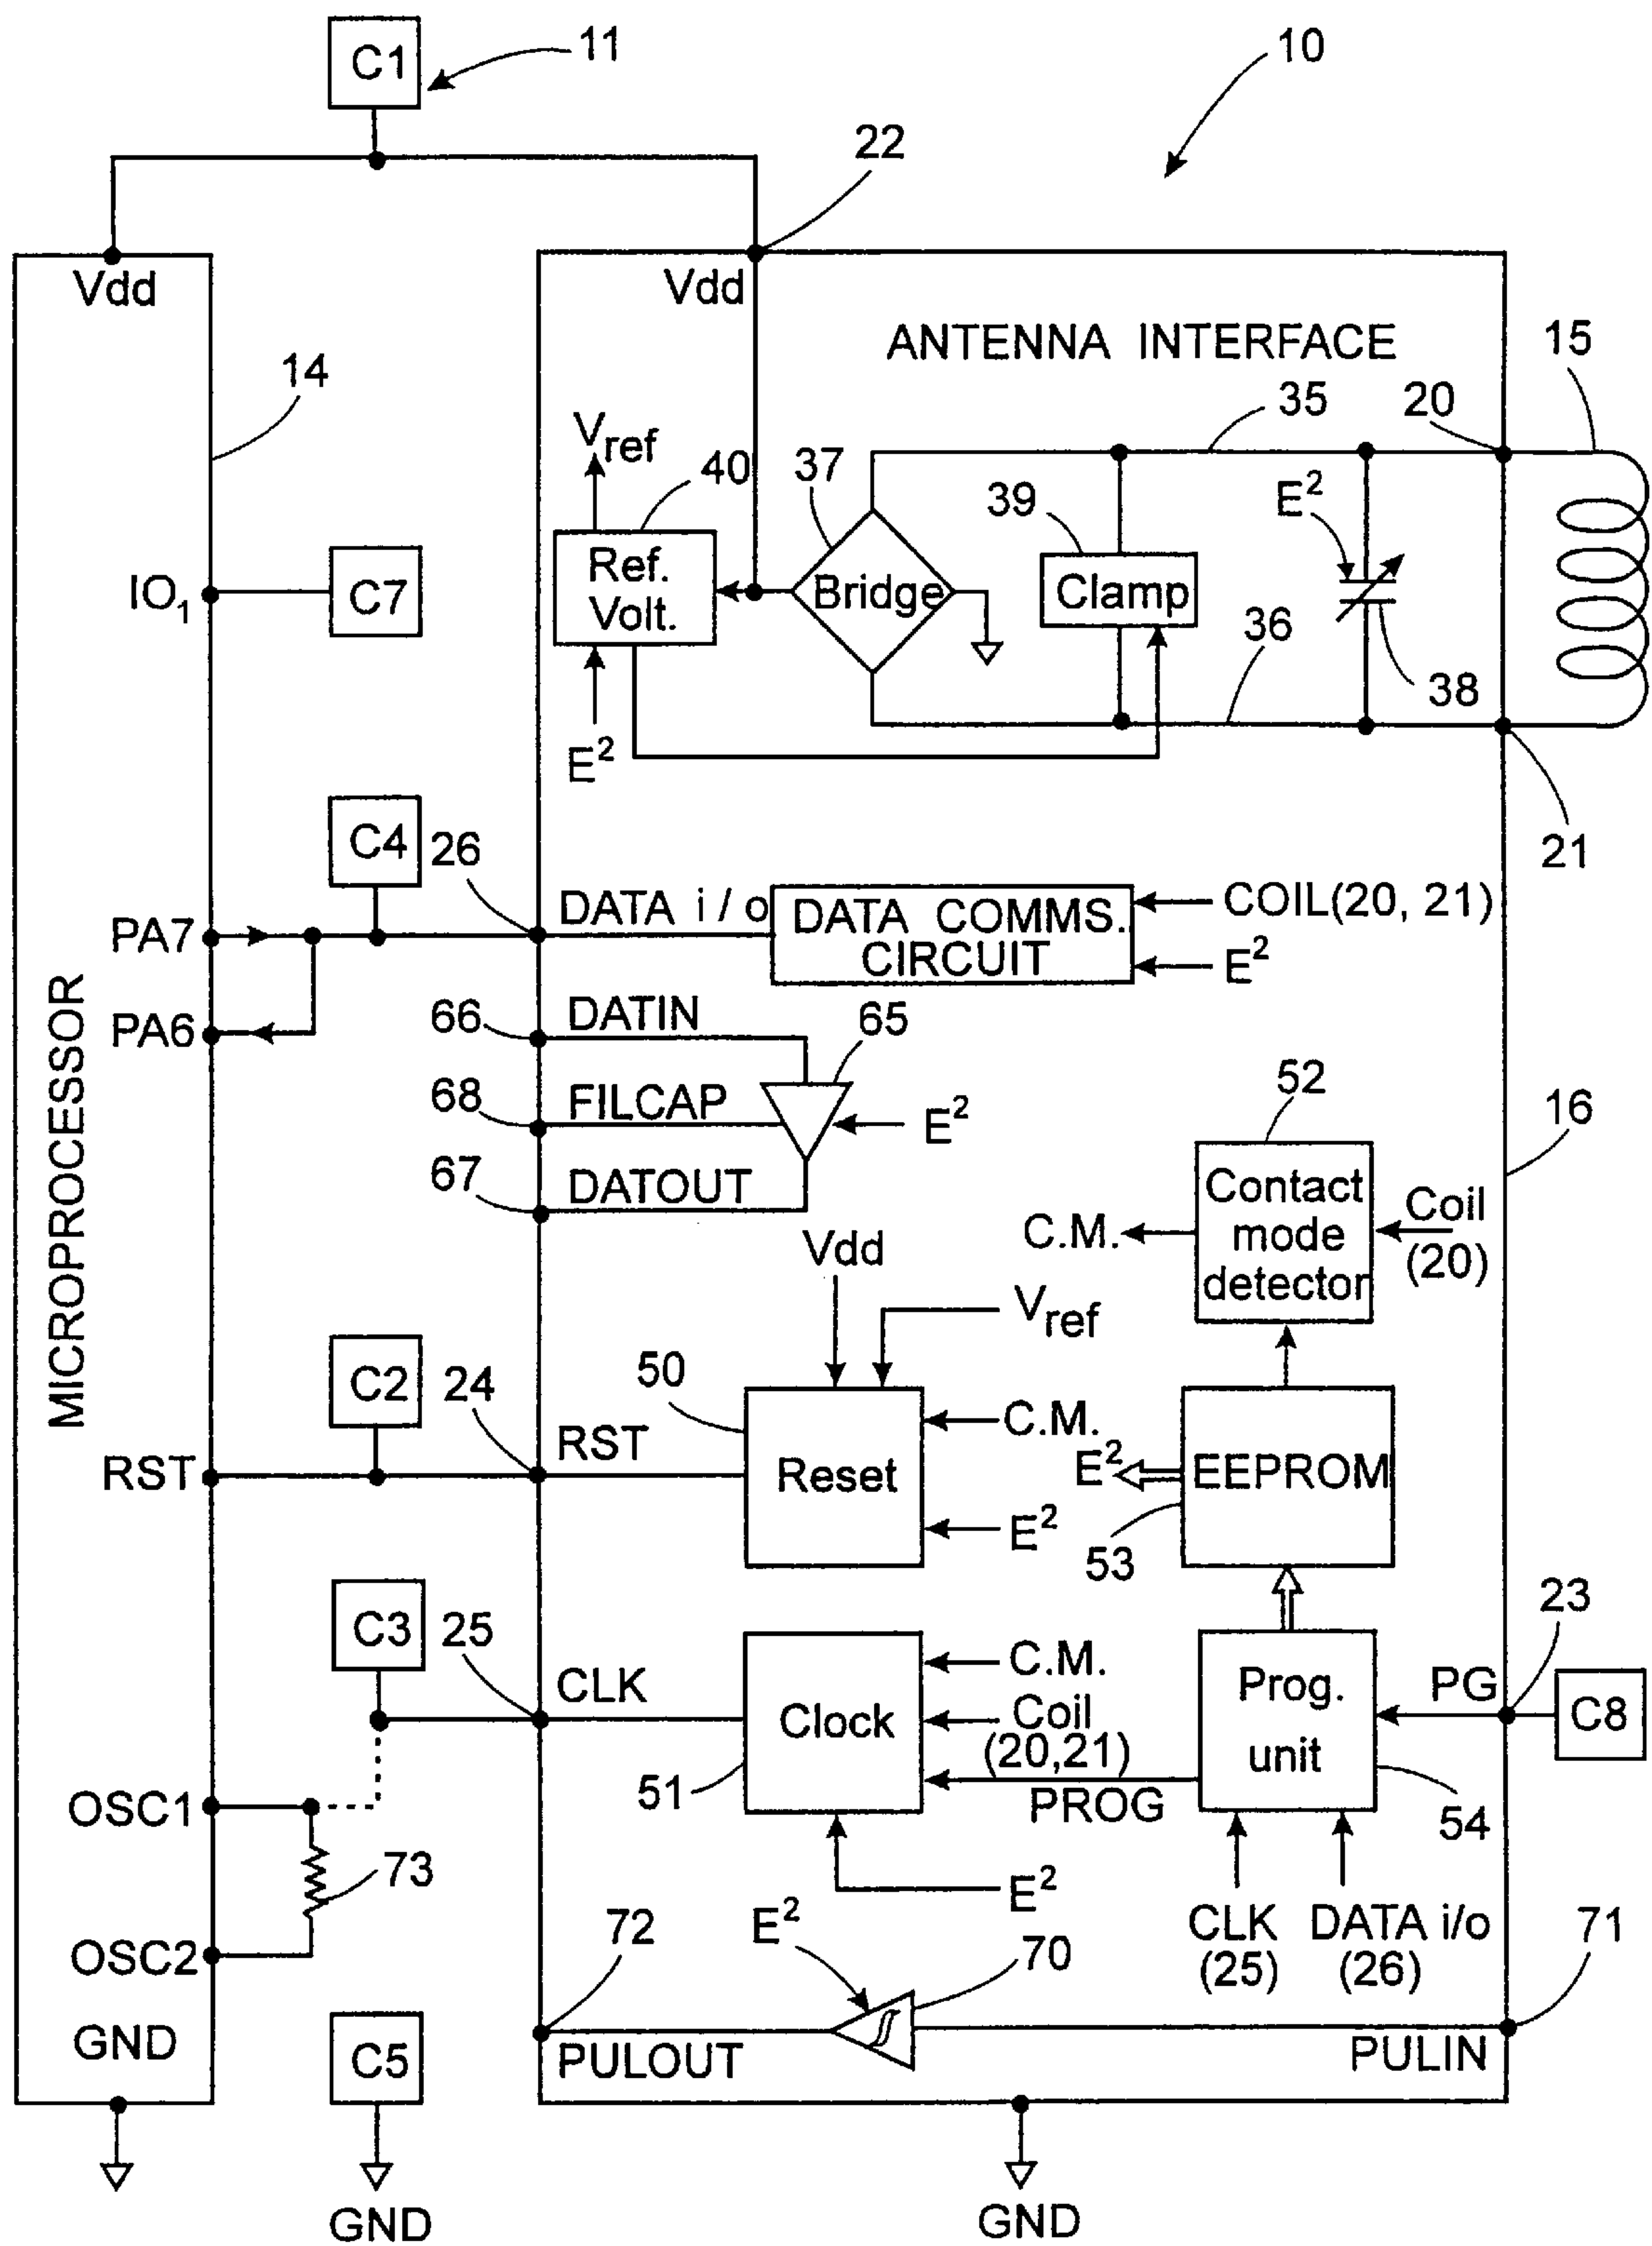 C1
11
10
22
Vdd
Vdd
ANTENNA INTERFACE
15
14
35
20
Vref
40
37
39
E²
IO₁
C7
Ref.
Volt.
Bridge
Clamp
36
38
E²
C4
26
21
DATA i / o
DATA COMMS.
CIRCUIT
COIL(20, 21)
E²
PA7
PA6
66
DATIN
65
68
FILCAP
E²
67
DATOUT
52
16
MICROPROCESSOR
Contact
mode
detector
C.M.
Coil
(20)
Vdd
Vref
C2
24
50
RST
RST
Reset
C.M.
E²
E²
EEPROM
53
C3
25
CLK
Clock
51
C.M.
Coil
(20,21)
PROG
E²
Prog.
unit
PG
23
C8
54
OSC1
73
OSC2
CLK
(25)
DATA i/o
(26)
72
E²
70
71
GND
C5
PULOUT
PULIN
GND
GND